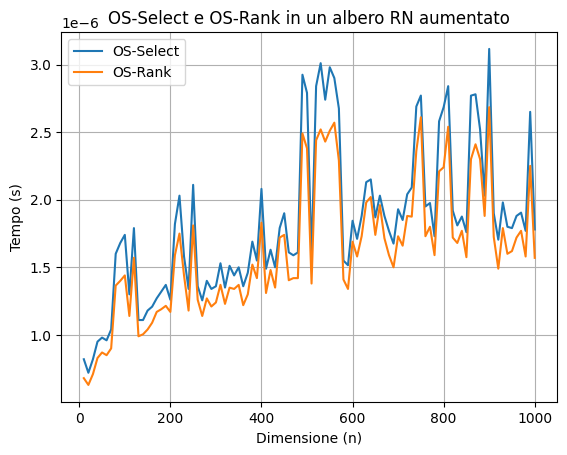 OS-Select e OS-Rank in un albero RN aumentato
1e−6
OS-Select
OS-Rank
3.0
2.5
2.0
1.5
1.0
Tempo (s)
0
200
400
600
800
1000
Dimensione (n)